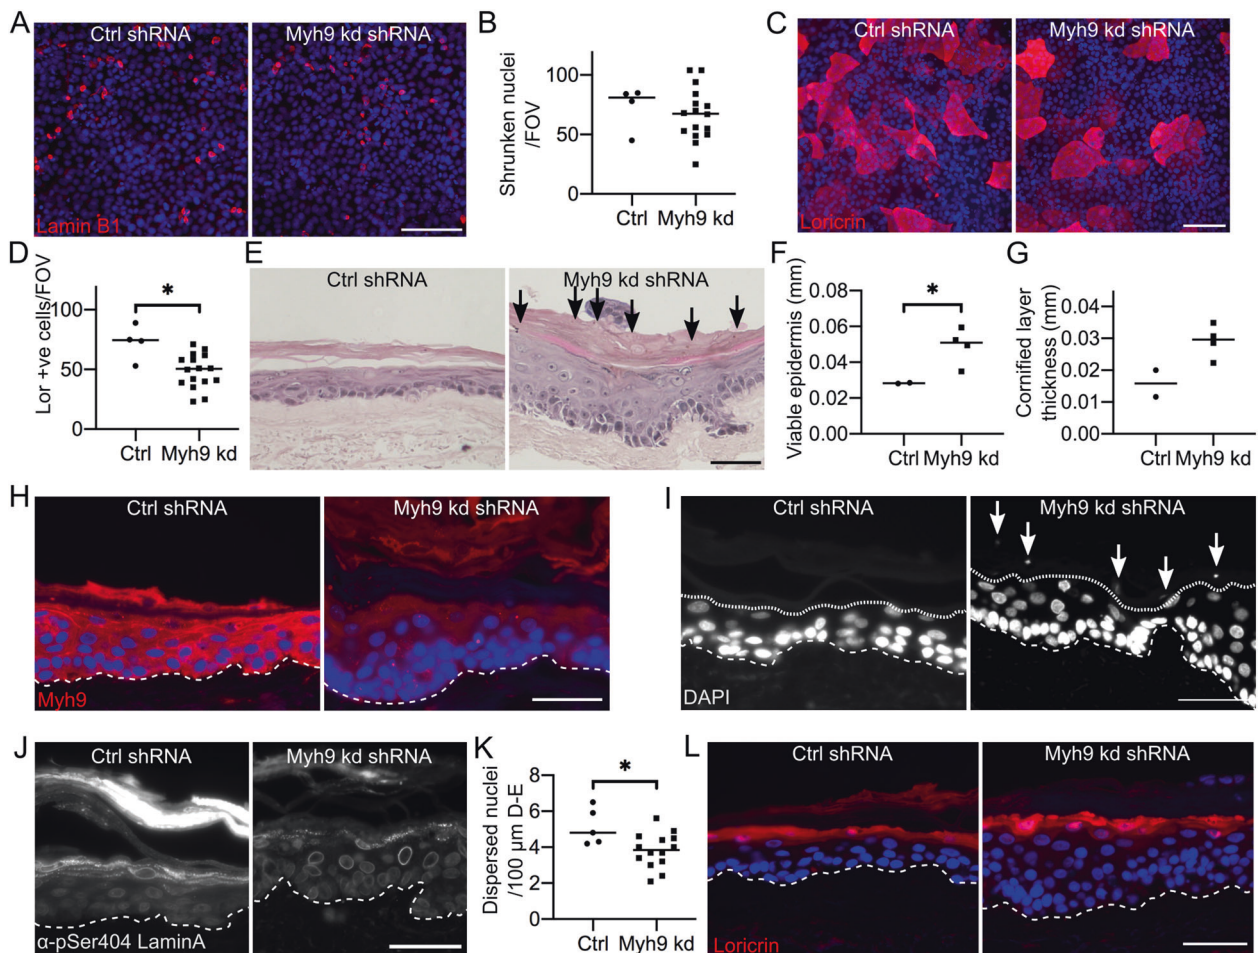 A
Ctrl shRNA
Myh9 kd shRNA
Lamin B1
B
Shrunken nuclei
/FOV
100
50
0
Ctrl Myh9 kd
C
Ctrl shRNA
Myh9 kd shRNA
Loricrin
D
Lor +ve cells/FOV
100
50
0
*
Ctrl Myh9 kd
E
Ctrl shRNA
Myh9 kd shRNA
F
Viable epidermis (mm)
0.08
0.06
0.04
0.02
0.00
*
Ctrl Myh9 kd
G
Cornified layer
thickness (mm)
0.04
0.03
0.02
0.01
0.00
Ctrl Myh9 kd
H
Ctrl shRNA
Myh9 kd shRNA
Myh9
I
Ctrl shRNA
Myh9 kd shRNA
DAPI
J
Ctrl shRNA
Myh9 kd shRNA
α-pSer404 LaminA
K
Dispersed nuclei
/100 µm D-E
8
6
4
2
0
*
Ctrl Myh9 kd
L
Ctrl shRNA
Myh9 kd shRNA
Loricrin